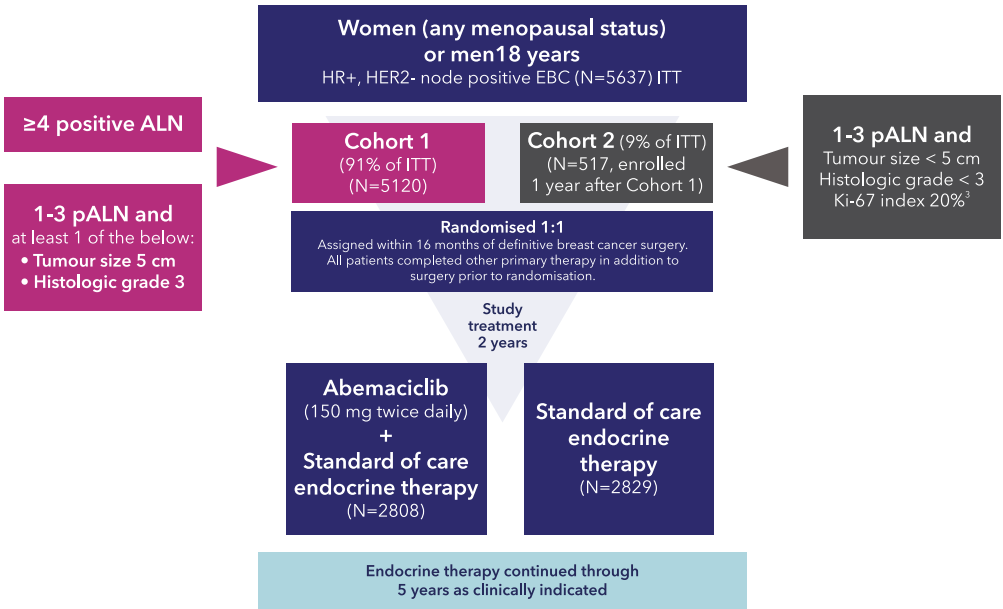 Women (any menopausal status)
or men18 years
HR+, HER2- node positive EBC (N=5637) ITT
≥4 positive ALN
1-3 pALN and
at least 1 of the below:
• Tumour size 5 cm
• Histologic grade 3
Cohort 1
(91% of ITT)
(N=5120)
Cohort 2 (9% of ITT)
(N=517, enrolled
1 year after Cohort 1)
1-3 pALN and
Tumour size < 5 cm
Histologic grade < 3
Ki-67 index 20%³
Randomised 1:1
Assigned within 16 months of definitive breast cancer surgery.
All patients completed other primary therapy in addition to
surgery prior to randomisation.
Study
treatment
2 years
Abemaciclib
(150 mg twice daily)
+
Standard of care
endocrine therapy
(N=2808)
Standard of care
endocrine
therapy
(N=2829)
Endocrine therapy continued through
5 years as clinically indicated